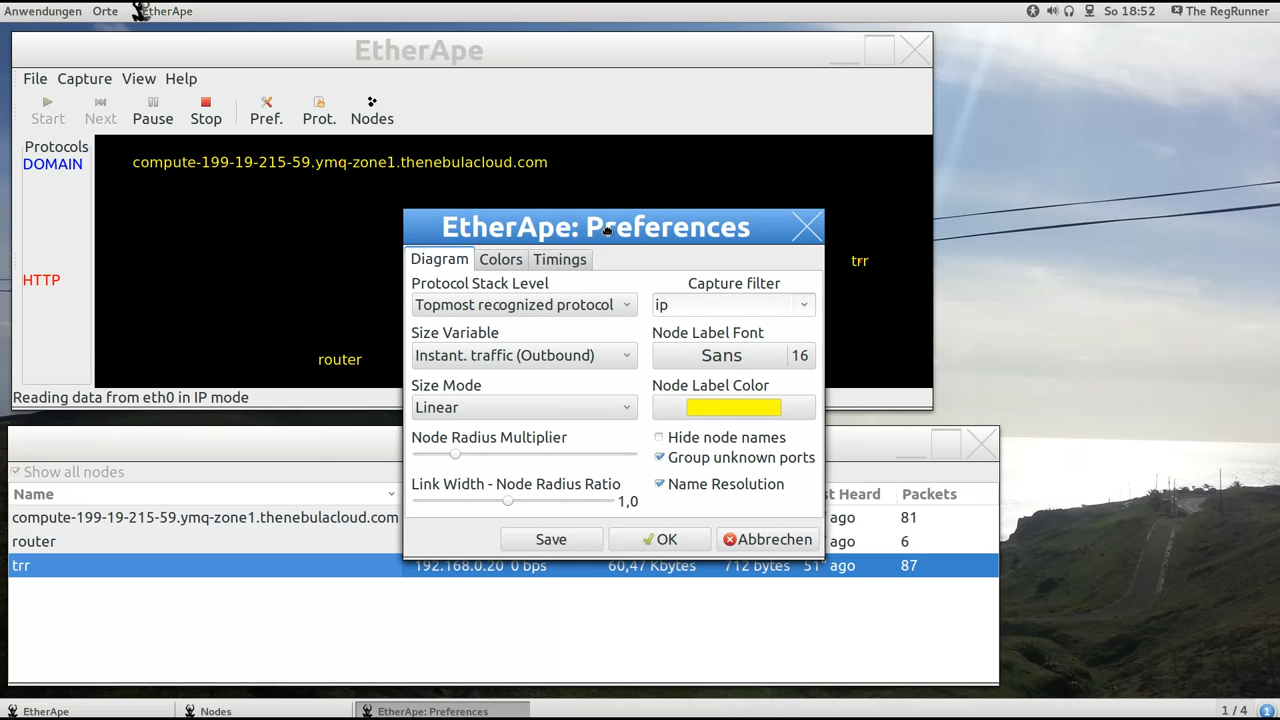 Anwendungen Orte EtherApe So 18:52 The RegRunner
EtherApe
File Capture View Help
Start Next Pause Stop Pref. Prot. Nodes
Protocols
DOMAIN
HTTP
compute-199-19-215-59.ymq-zone1.thenebulacloud.com
trr
router
Reading data from eth0 in IP mode
EtherApe: Preferences
Diagram Colors Timings
Protocol Stack Level Capture filter
Topmost recognized protocol ip
Size Variable Node Label Font
Instant. traffic (Outbound) Sans 16
Size Mode Node Label Color
Linear
Node Radius Multiplier Hide node names
Group unknown ports
Link Width - Node Radius Ratio Name Resolution
1,0
Save OK Abbrechen
Show all nodes
Name st Heard Packets
compute-199-19-215-59.ymq-zone1.thenebulacloud.com ago 81
router ago 6
trr 192.168.0.20 0 bps 60,47 Kbytes 712 bytes 51" ago 87
EtherApe Nodes EtherApe: Preferences 1 / 4 1